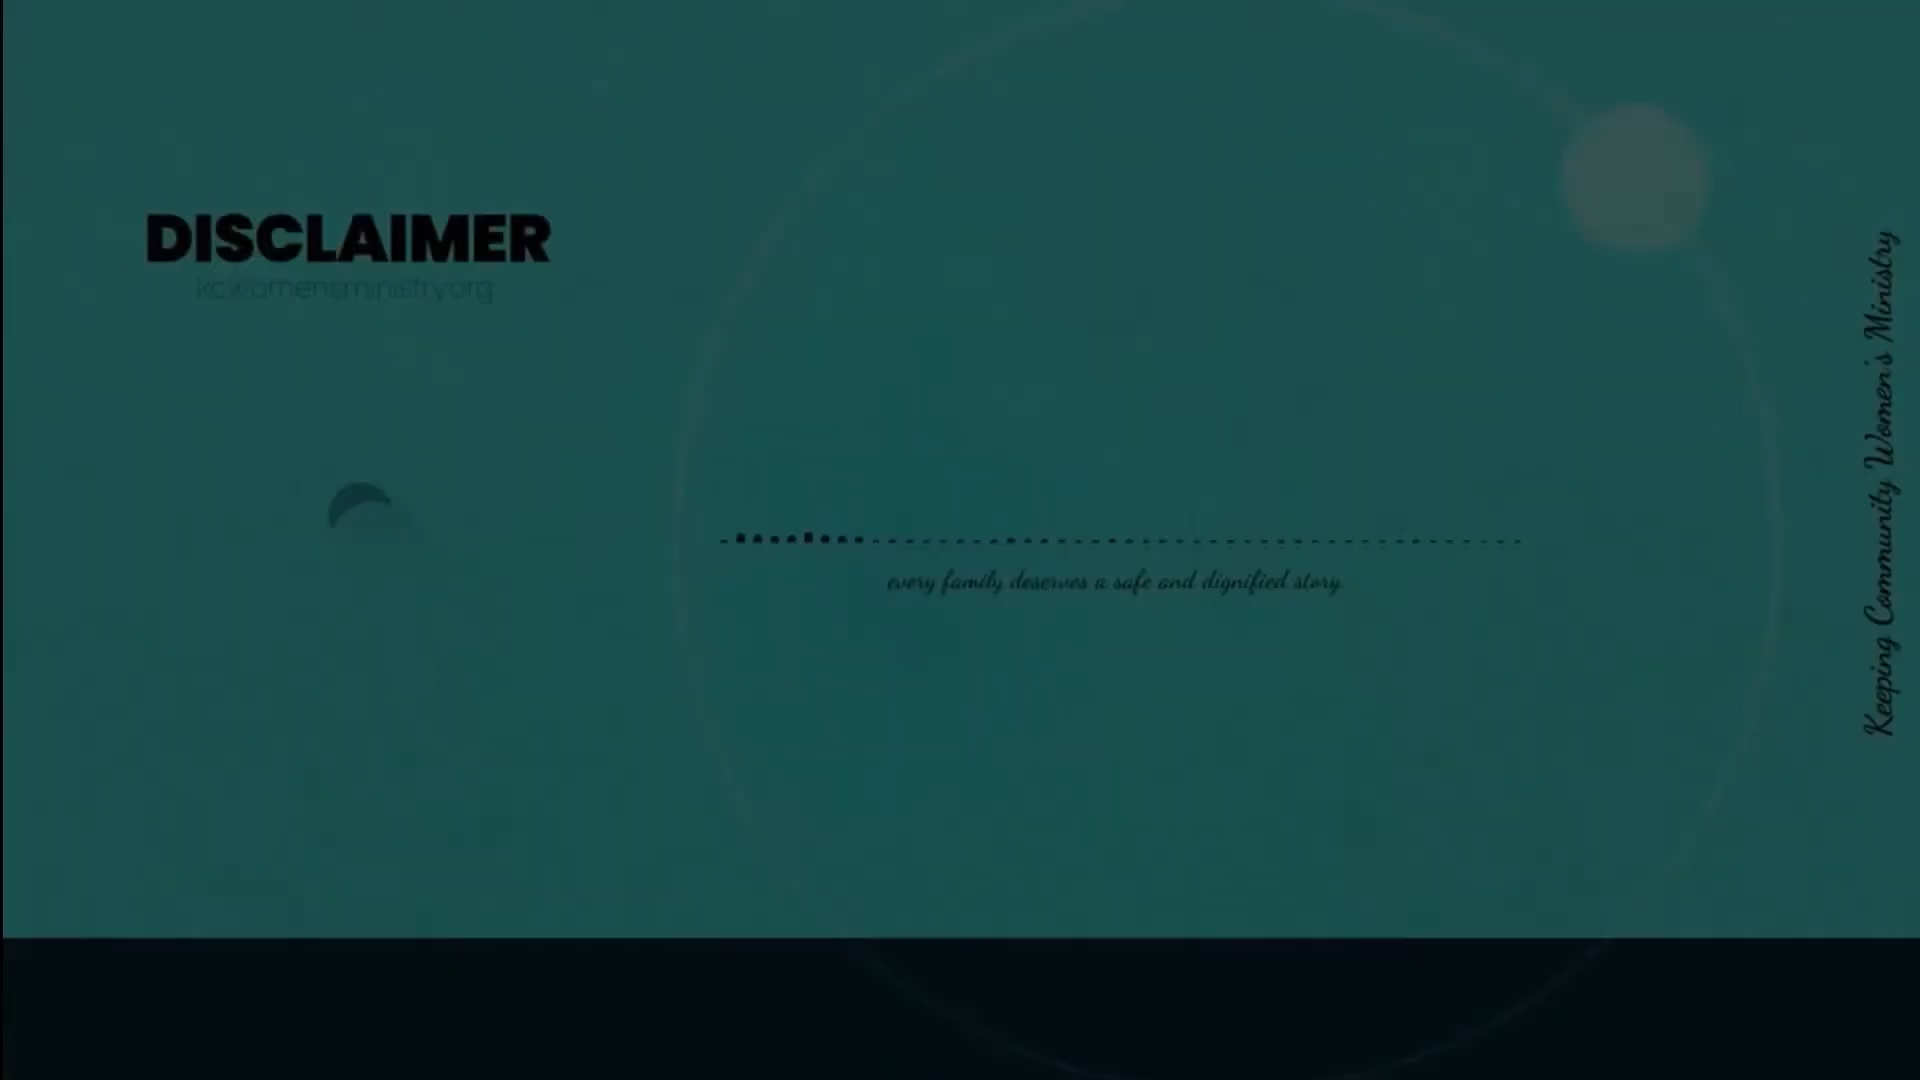 DISCLAIMER
kcwomensministry.org
every family deserves a safe and dignified story.
Keeping Community Women's Ministry